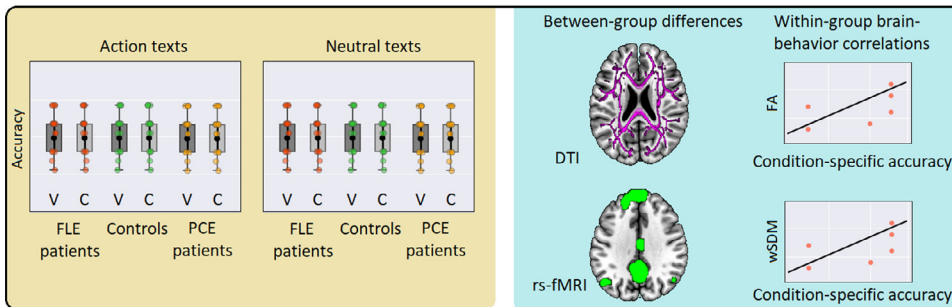 Action texts
Neutral texts
Accuracy
V C V C V C
V C V C V C
FLE patients
Controls
PCE patients
FLE patients
Controls
PCE patients
Between-group differences
DTI
rs-fMRI
Within-group brain-
behavior correlations
FA
Condition-specific accuracy
wSDM
Condition-specific accuracy